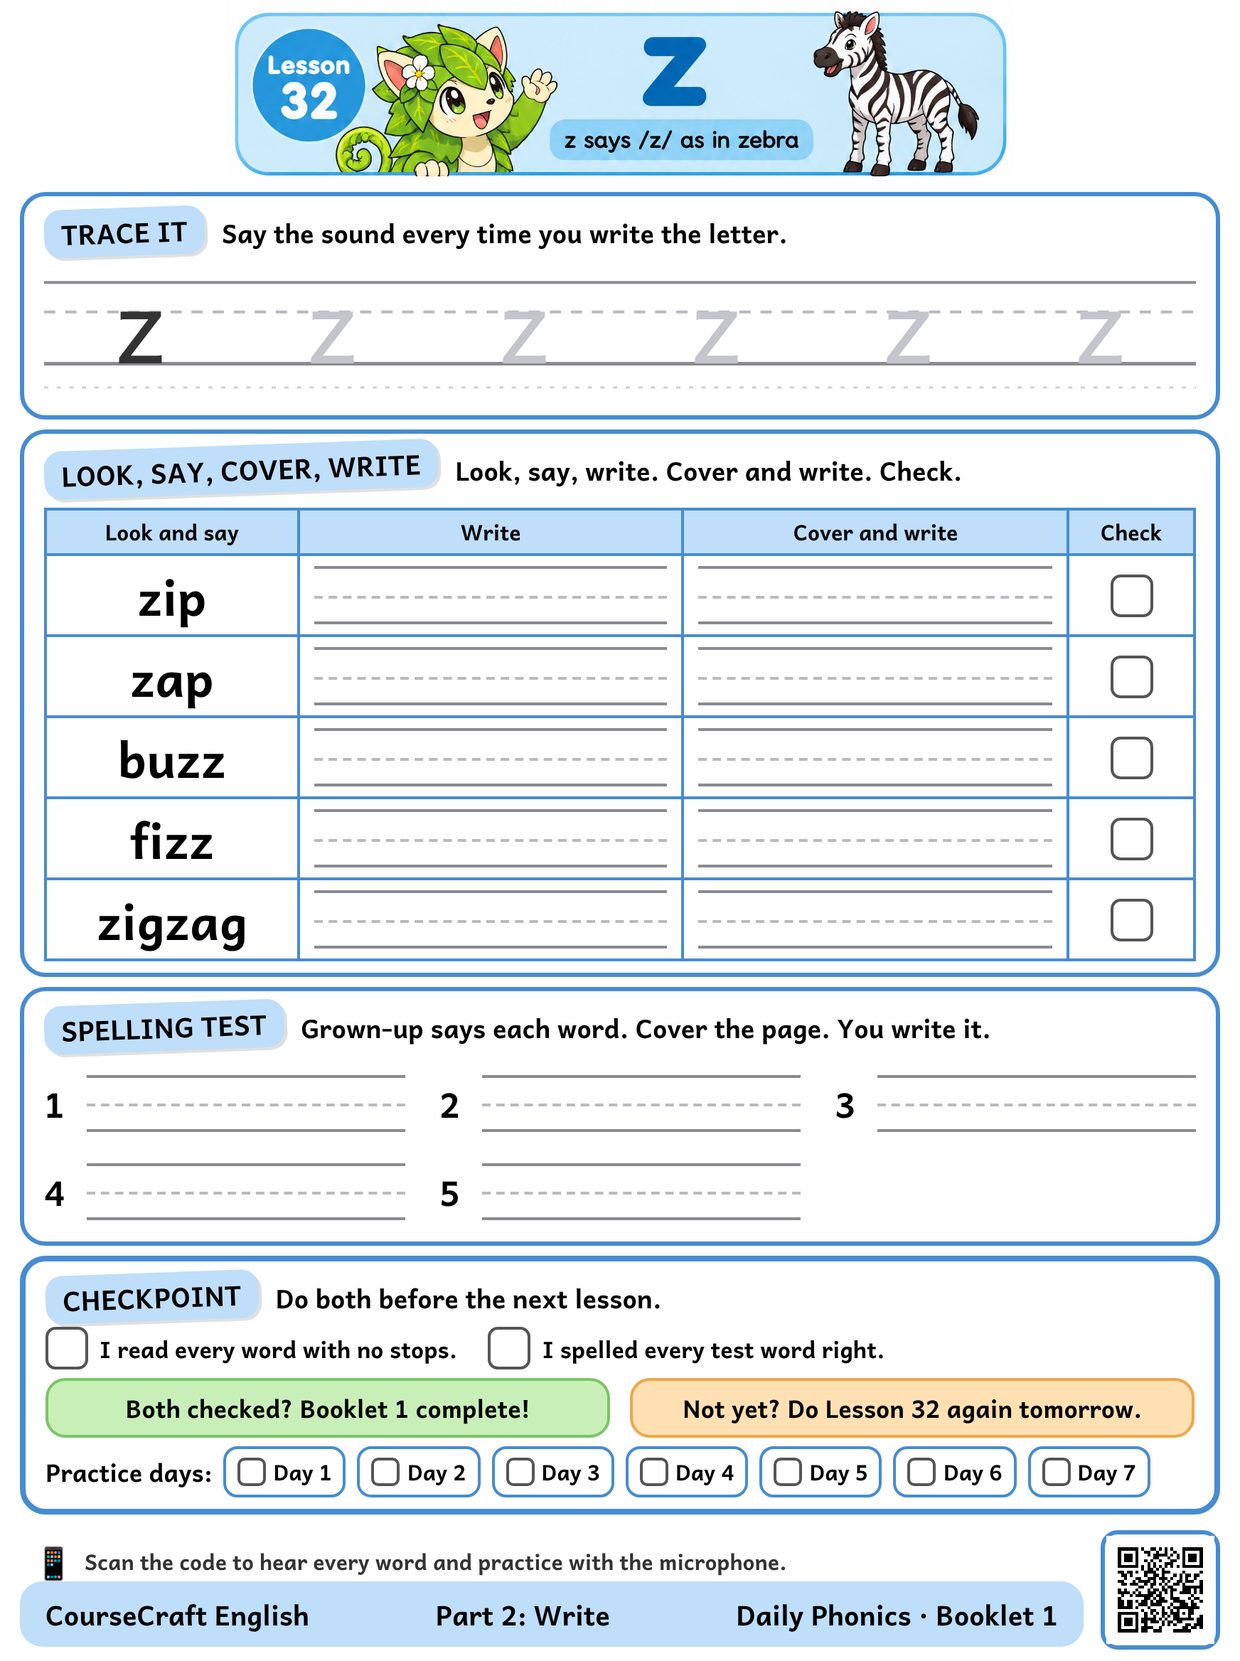 Lesson
32
z
z says /z/ as in zebra
TRACE IT Say the sound every time you write the letter.
z z z z z z
LOOK, SAY, COVER, WRITE Look, say, write. Cover and write. Check.
Look and say Write Cover and write Check
zip
zap
buzz
fizz
zigzag
SPELLING TEST Grown-up says each word. Cover the page. You write it.
1 2 3
4 5
CHECKPOINT Do both before the next lesson.
I read every word with no stops. I spelled every test word right.
Both checked? Booklet 1 complete! Not yet? Do Lesson 32 again tomorrow.
Practice days: Day 1 Day 2 Day 3 Day 4 Day 5 Day 6 Day 7
Scan the code to hear every word and practice with the microphone.
CourseCraft English Part 2: Write Daily Phonics · Booklet 1